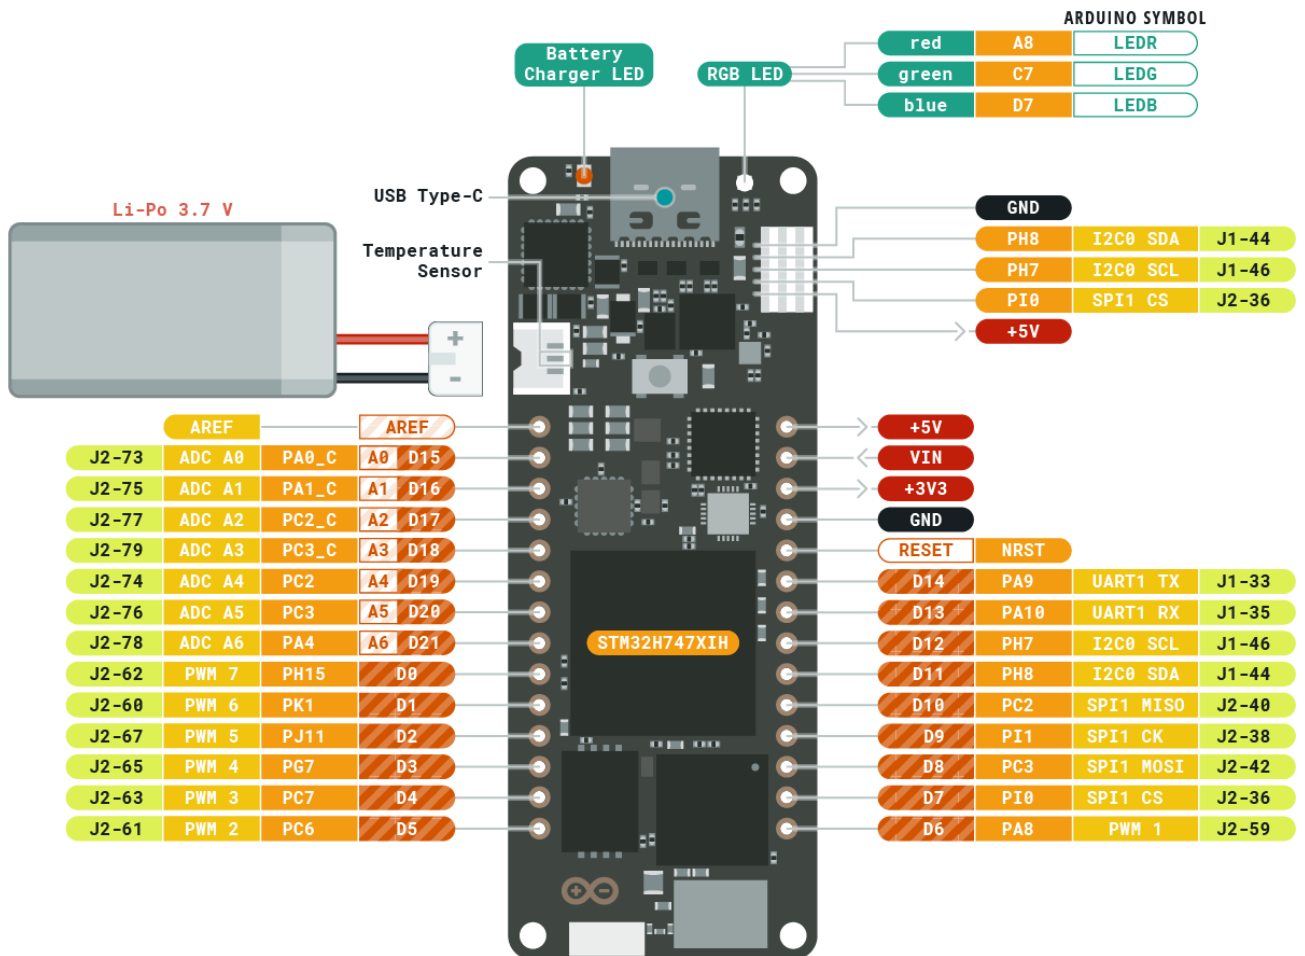 ARDUINO SYMBOL
Battery
Charger LED
RGB LED
red A8 LEDR
green C7 LEDG
blue D7 LEDB
USB Type-C
Li-Po 3.7 V
Temperature
Sensor
GND
PH8 I2C0 SDA J1-44
PH7 I2C0 SCL J1-46
PI0 SPI1 CS J2-36
+5V
+
-
AREF AREF
J2-73 ADC A0 PA0_C A0 D15
J2-75 ADC A1 PA1_C A1 D16
J2-77 ADC A2 PC2_C A2 D17
J2-79 ADC A3 PC3_C A3 D18
J2-74 ADC A4 PC2 A4 D19
J2-76 ADC A5 PC3 A5 D20
J2-78 ADC A6 PA4 A6 D21
J2-62 PWM 7 PH15 D0
J2-60 PWM 6 PK1 D1
J2-67 PWM 5 PJ11 D2
J2-65 PWM 4 PG7 D3
J2-63 PWM 3 PC7 D4
J2-61 PWM 2 PC6 D5
STM32H747XIH
+5V
VIN
+3V3
GND
RESET NRST
D14 PA9 UART1 TX J1-33
D13 PA10 UART1 RX J1-35
D12 PH7 I2C0 SCL J1-46
D11 PH8 I2C0 SDA J1-44
D10 PC2 SPI1 MISO J2-40
D9 PI1 SPI1 CK J2-38
D8 PC3 SPI1 MOSI J2-42
D7 PI0 SPI1 CS J2-36
D6 PA8 PWM 1 J2-59